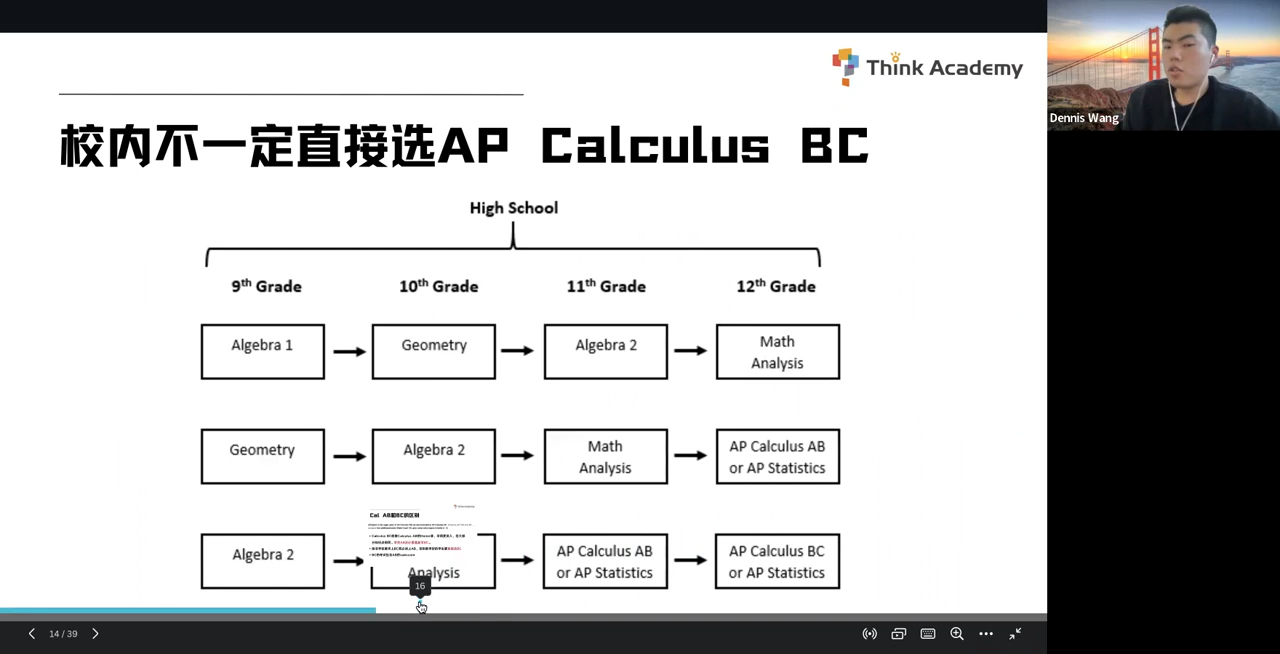 Think Academy
Dennis Wang
校内不一定直接选AP Calculus BC
High School
9th Grade
10th Grade
11th Grade
12th Grade
Algebra 1
Geometry
Algebra 2
Math
Analysis
Geometry
Algebra 2
Math
Analysis
AP Calculus AB
or AP Statistics
Algebra 2
Cal AB和BC的区别
Analysis
AP Calculus AB
or AP Statistics
AP Calculus BC
or AP Statistics
16
14 / 39